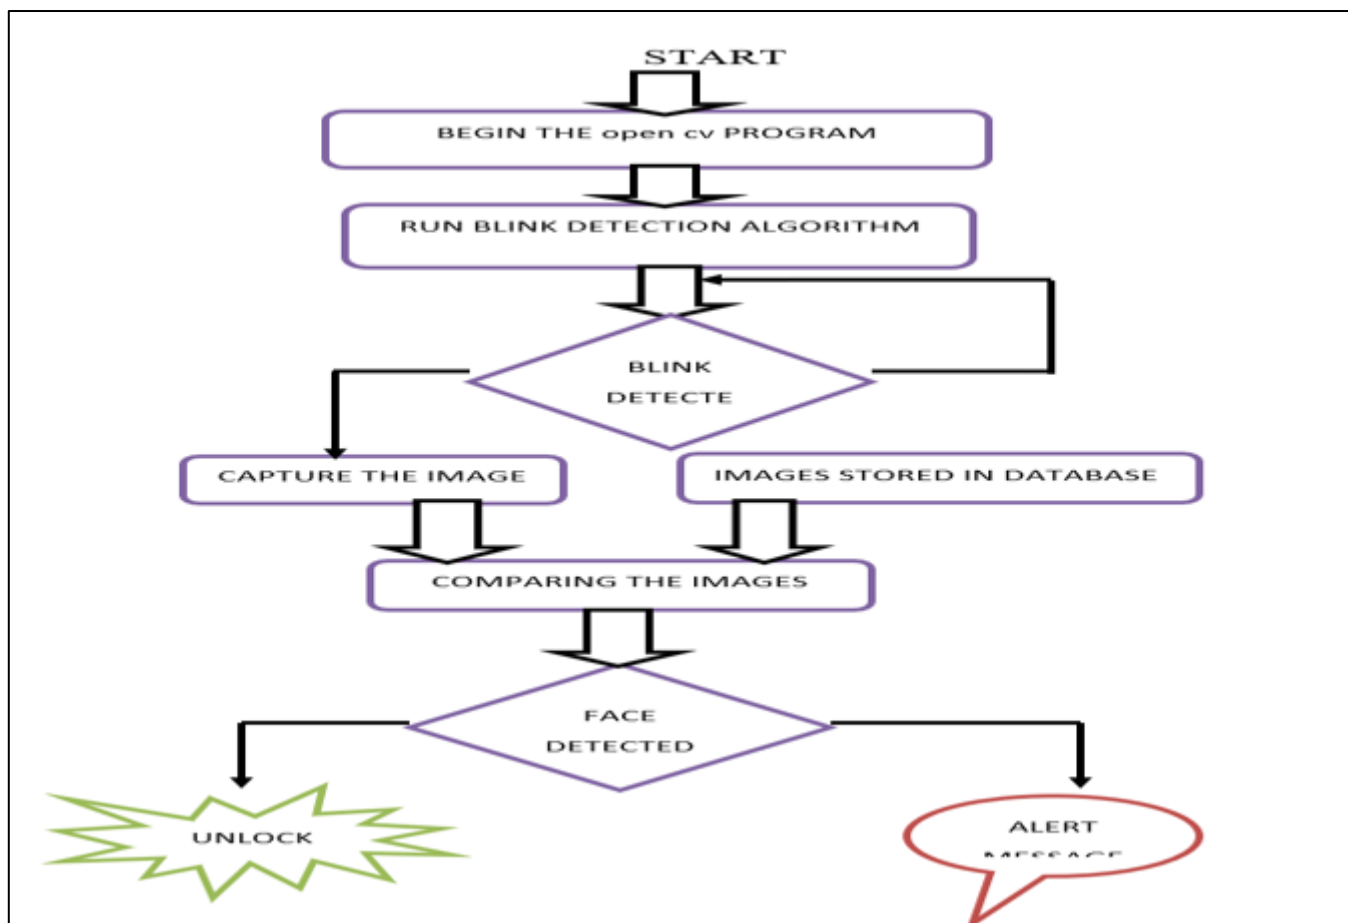 START
BEGIN THE open cv PROGRAM
RUN BLINK DETECTION ALGORITHM
BLINK
DETECTE
CAPTURE THE IMAGE
IMAGES STORED IN DATABASE
COMPARING THE IMAGES
FACE
DETECTED
UNLOCK
ALERT
MESSAGE